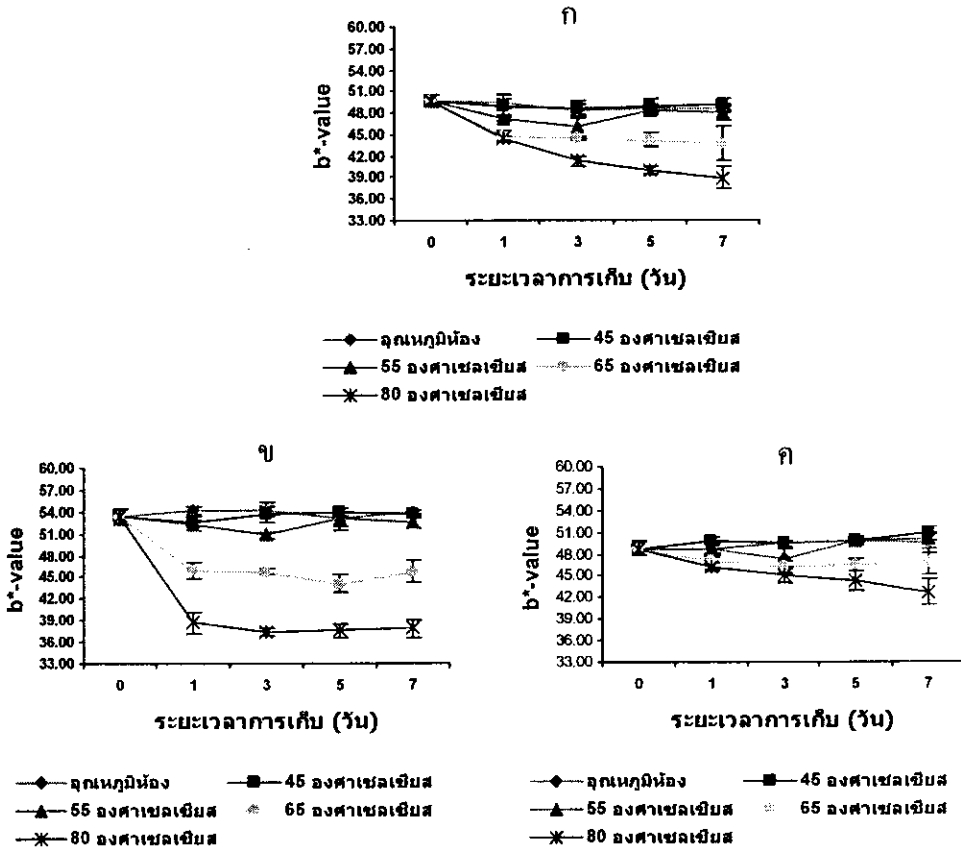 ก
60.00
57.00
54.00
51.00
48.00
45.00
42.00
39.00
36.00
33.00
b*-value
0 1 3 5 7
ระยะเวลาการเก็บ (วัน)
อุณหภูมิห้อง 45 องศาเซลเซียส
55 องศาเซลเซียส 65 องศาเซลเซียส
80 องศาเซลเซียส
ข
60.00
57.00
54.00
51.00
48.00
45.00
42.00
39.00
36.00
33.00
b*-value
0 1 3 5 7
ระยะเวลาการเก็บ (วัน)
อุณหภูมิห้อง 45 องศาเซลเซียส
55 องศาเซลเซียส 65 องศาเซลเซียส
80 องศาเซลเซียส
ค
60.00
57.00
54.00
51.00
48.00
45.00
42.00
39.00
36.00
33.00
b*-value
0 1 3 5 7
ระยะเวลาการเก็บ (วัน)
อุณหภูมิห้อง 45 องศาเซลเซียส
55 องศาเซลเซียส 65 องศาเซลเซียส
80 องศาเซลเซียส